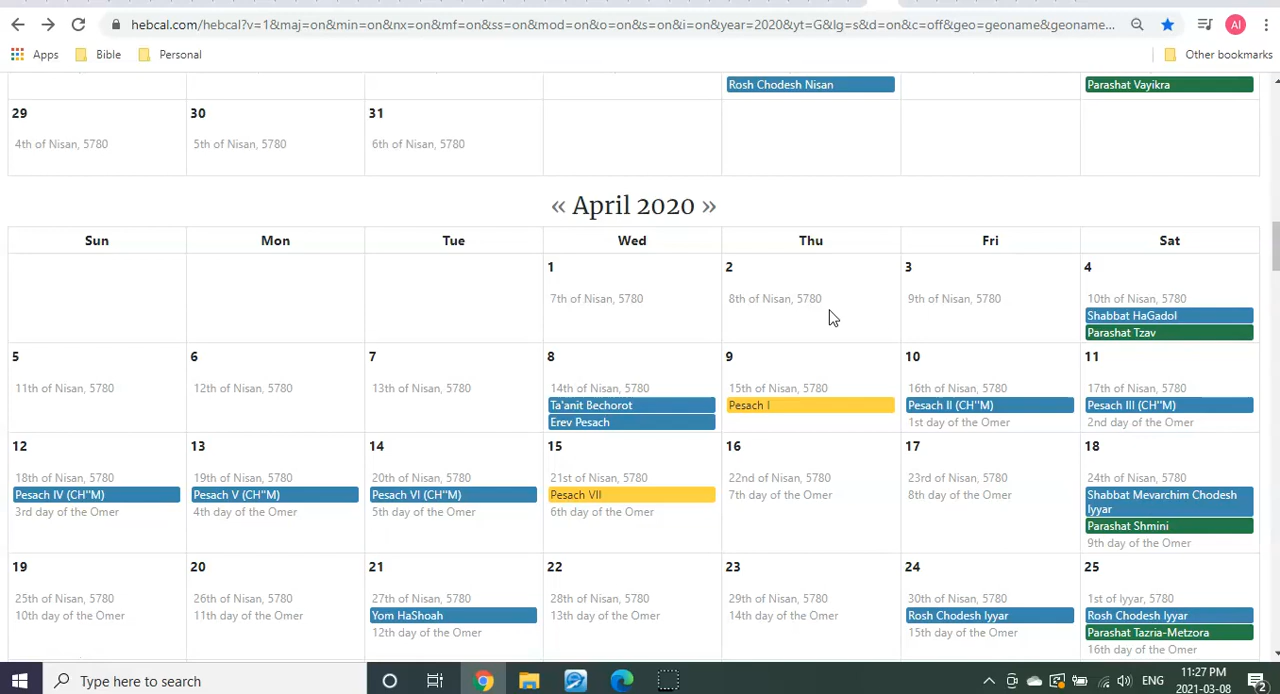 hebcal.com/hebcal?v=1&maj=on&min=on&nx=on&mf=on&ss=on&mod=on&o=on&s=on&i=on&year=2020&yt=G&lg=s&d=on&c=off&geo=geoname&geoname...
AI
Apps Bible Personal Other bookmarks
Rosh Chodesh Nisan Parashat Vayikra
29 30 31
4th of Nisan, 5780 5th of Nisan, 5780 6th of Nisan, 5780
« April 2020 »
Sun Mon Tue Wed Thu Fri Sat
1 2 3 4
7th of Nisan, 5780 8th of Nisan, 5780 9th of Nisan, 5780 10th of Nisan, 5780
Shabbat HaGadol
Parashat Tzav
5 6 7 8 9 10 11
11th of Nisan, 5780 12th of Nisan, 5780 13th of Nisan, 5780 14th of Nisan, 5780 15th of Nisan, 5780 16th of Nisan, 5780 17th of Nisan, 5780
Ta'anit Bechorot Pesach I Pesach II (CH''M) Pesach III (CH''M)
Erev Pesach 1st day of the Omer 2nd day of the Omer
12 13 14 15 16 17 18
18th of Nisan, 5780 19th of Nisan, 5780 20th of Nisan, 5780 21st of Nisan, 5780 22nd of Nisan, 5780 23rd of Nisan, 5780 24th of Nisan, 5780
Pesach IV (CH''M) Pesach V (CH''M) Pesach VI (CH''M) Pesach VII 7th day of the Omer 8th day of the Omer Shabbat Mevarchim Chodesh
Iyyar
3rd day of the Omer 4th day of the Omer 5th day of the Omer 6th day of the Omer
Parashat Shmini
9th day of the Omer
19 20 21 22 23 24 25
25th of Nisan, 5780 26th of Nisan, 5780 27th of Nisan, 5780 28th of Nisan, 5780 29th of Nisan, 5780 30th of Nisan, 5780 1st of Iyyar, 5780
10th day of the Omer 11th day of the Omer Yom HaShoah 13th day of the Omer 14th day of the Omer Rosh Chodesh Iyyar Rosh Chodesh Iyyar
12th day of the Omer 15th day of the Omer Parashat Tazria-Metzora
16th day of the Omer
Type here to search ENG 11:27 PM
2021-03-08 2